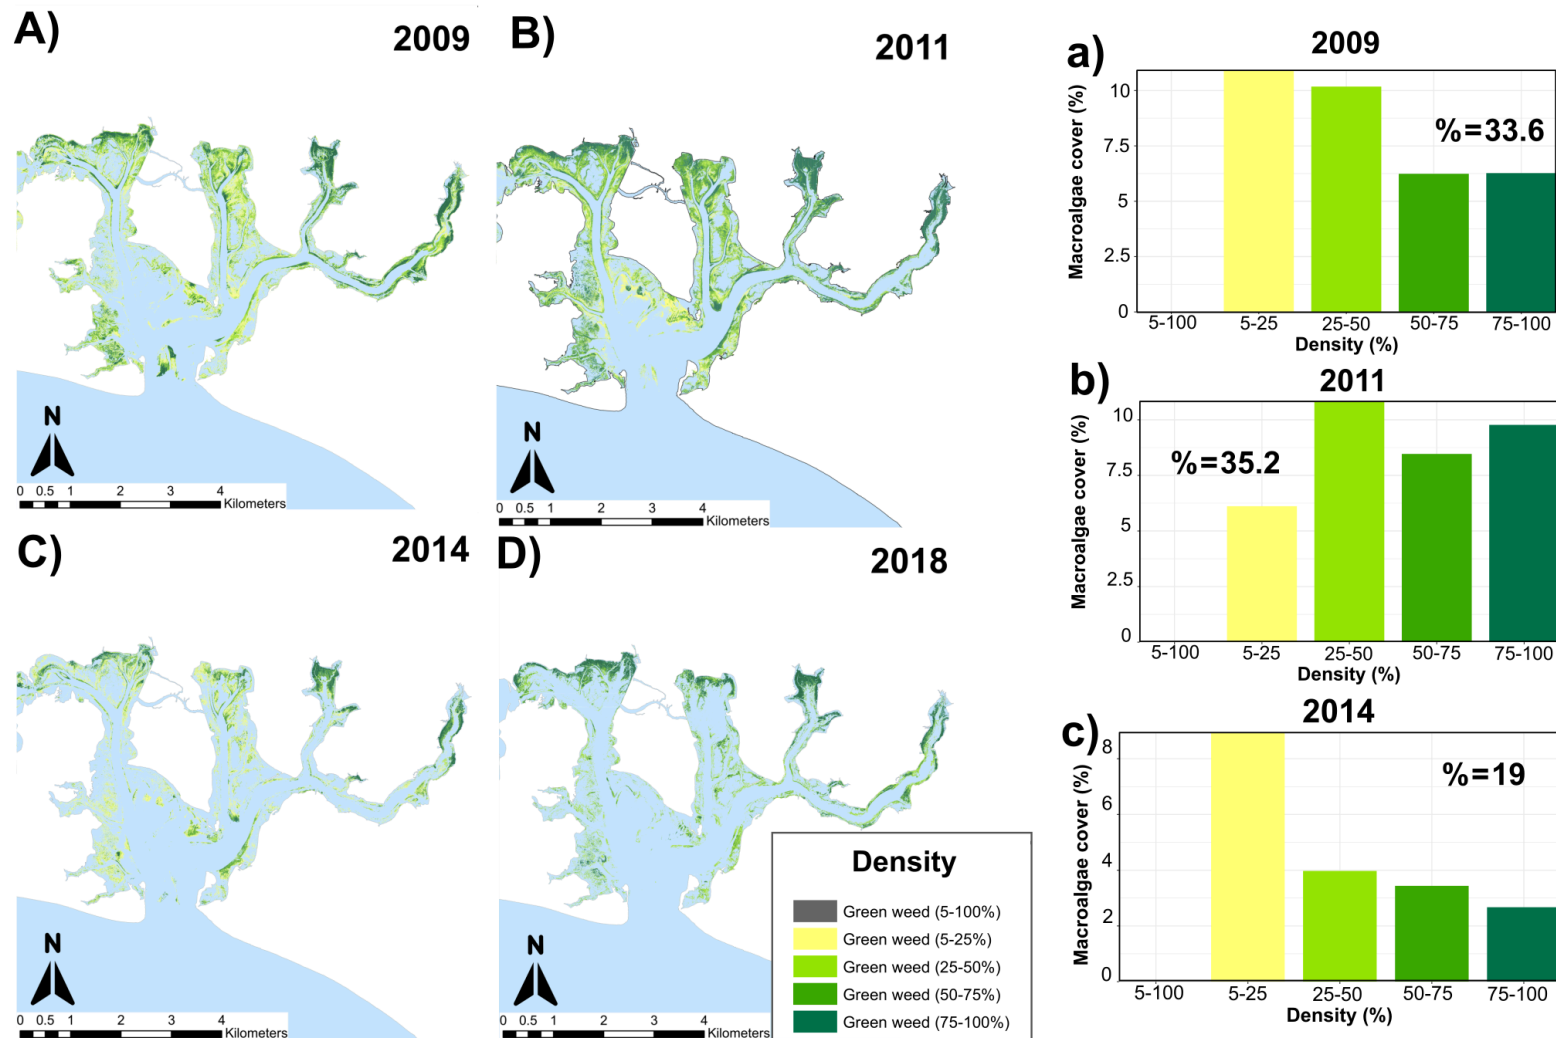 A)
2009
N
0 0.5 1 2 3 4
Kilometers
B)
2011
N
0 0.5 1 2 3 4
Kilometers
C)
2014
N
0 0.5 1 2 3 4
Kilometers
D)
2018
N
0 0.5 1 2 3 4
Kilometers
Density
Green weed (5-100%)
Green weed (5-25%)
Green weed (25-50%)
Green weed (50-75%)
Green weed (75-100%)
a)
2009
Macroalgae cover (%)
10
7.5
5
2.5
0
%=33.6
5-100 5-25 25-50 50-75 75-100
Density (%)
b)
2011
Macroalgae cover (%)
10
7.5
5
2.5
0
%=35.2
5-100 5-25 25-50 50-75 75-100
Density (%)
c)
2014
Macroalgae cover (%)
8
6
4
2
0
%=19
5-100 5-25 25-50 50-75 75-100
Density (%)